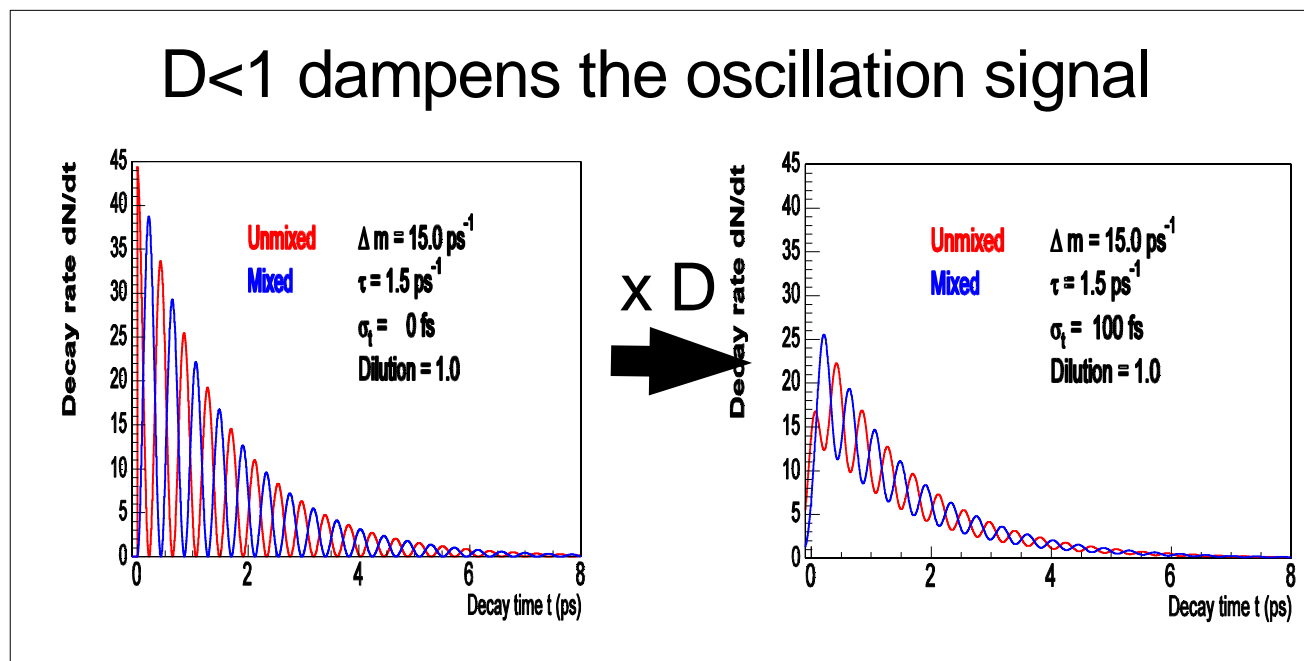 D<1 dampens the oscillation signal
Decay rate dN/dt
45
40
35
30
25
20
15
10
5
0
Unmixed Δ m = 15.0 ps⁻¹
Mixed τ = 1.5 ps⁻¹
σt = 0 fs
Dilution = 1.0
0 2 4 6 8
Decay time t (ps)
x D
Decay rate dN/dt
45
40
35
30
25
20
15
10
5
0
Unmixed Δ m = 15.0 ps⁻¹
Mixed τ = 1.5 ps⁻¹
σt = 100 fs
Dilution = 1.0
0 2 4 6 8
Decay time t (ps)